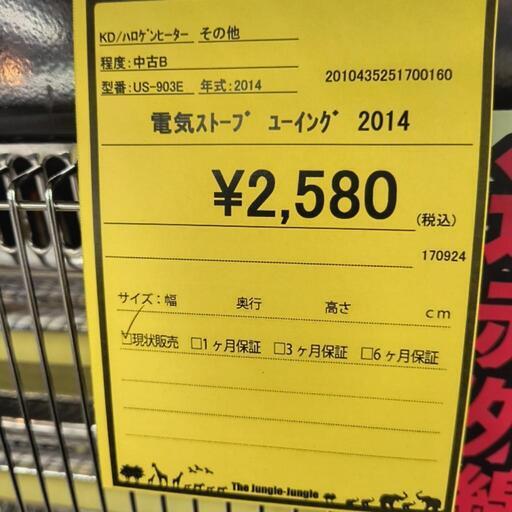 KD/ﾊﾛｹﾞﾝﾋｰﾀｰ その他
程度:中古B
型番:US-903E 年式:2014
2010435251700160
電気ｽﾄｰﾌﾞ ﾕｰｲﾝｸﾞ 2014
¥2,580
(税込)
170924
サイズ:幅 奥行 高さ cm
☑現状販売 □1ヶ月保証 □3ヶ月保証 □6ヶ月保証
The Jungle-Jungle
赤外線